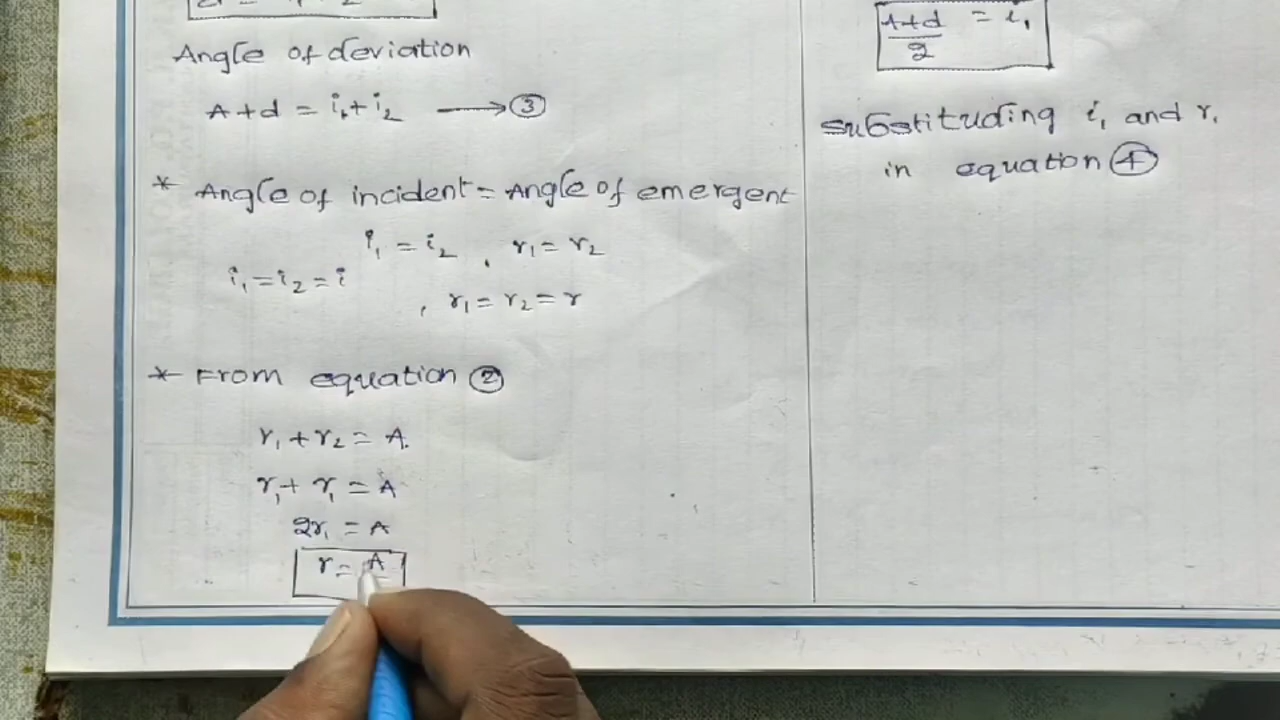 Angle of deviation
A + d = i₁ + i₂ ⟶ ③
* Angle of incident = Angle of emergent
i₁ = i₂ , r₁ = r₂
i₁ = i₂ = i
, r₁ = r₂ = r
* From equation ②
r₁ + r₂ = A.
r₁ + r₁ = A
2r₁ = A
r = A
A+d/2 = i₁
substituding i₁ and r₁
in equation ④